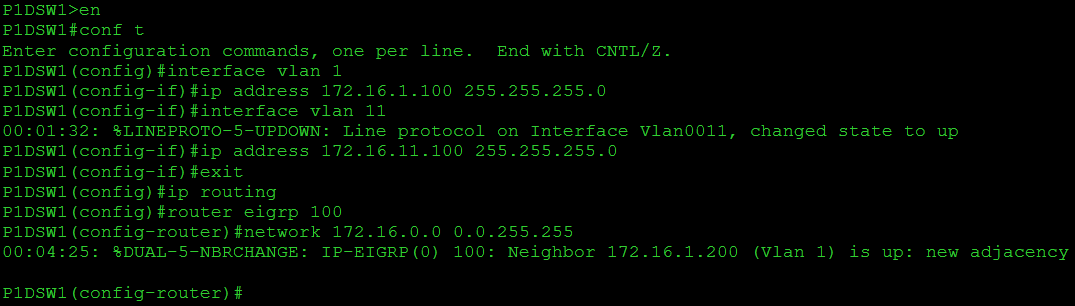 P1DSW1>en
P1DSW1#conf t
Enter configuration commands, one per line.  End with CNTL/Z.
P1DSW1(config)#interface vlan 1
P1DSW1(config-if)#ip address 172.16.1.100 255.255.255.0
P1DSW1(config-if)#interface vlan 11
00:01:32: %LINEPROTO-5-UPDOWN: Line protocol on Interface Vlan0011, changed state to up
P1DSW1(config-if)#ip address 172.16.11.100 255.255.255.0
P1DSW1(config-if)#exit
P1DSW1(config)#ip routing
P1DSW1(config)#router eigrp 100
P1DSW1(config-router)#network 172.16.0.0 0.0.255.255
00:04:25: %DUAL-5-NBRCHANGE: IP-EIGRP(0) 100: Neighbor 172.16.1.200 (Vlan 1) is up: new adjacency
P1DSW1(config-router)#